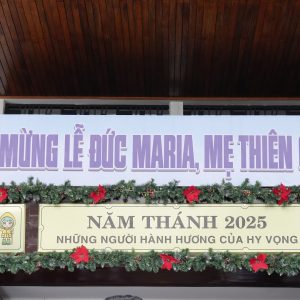 MỪNG LỄ ĐỨC MARIA, MẸ THIÊN
NĂM THÁNH 2025
NHỮNG NGƯỜI HÀNH HƯƠNG CỦA HY VỌNG